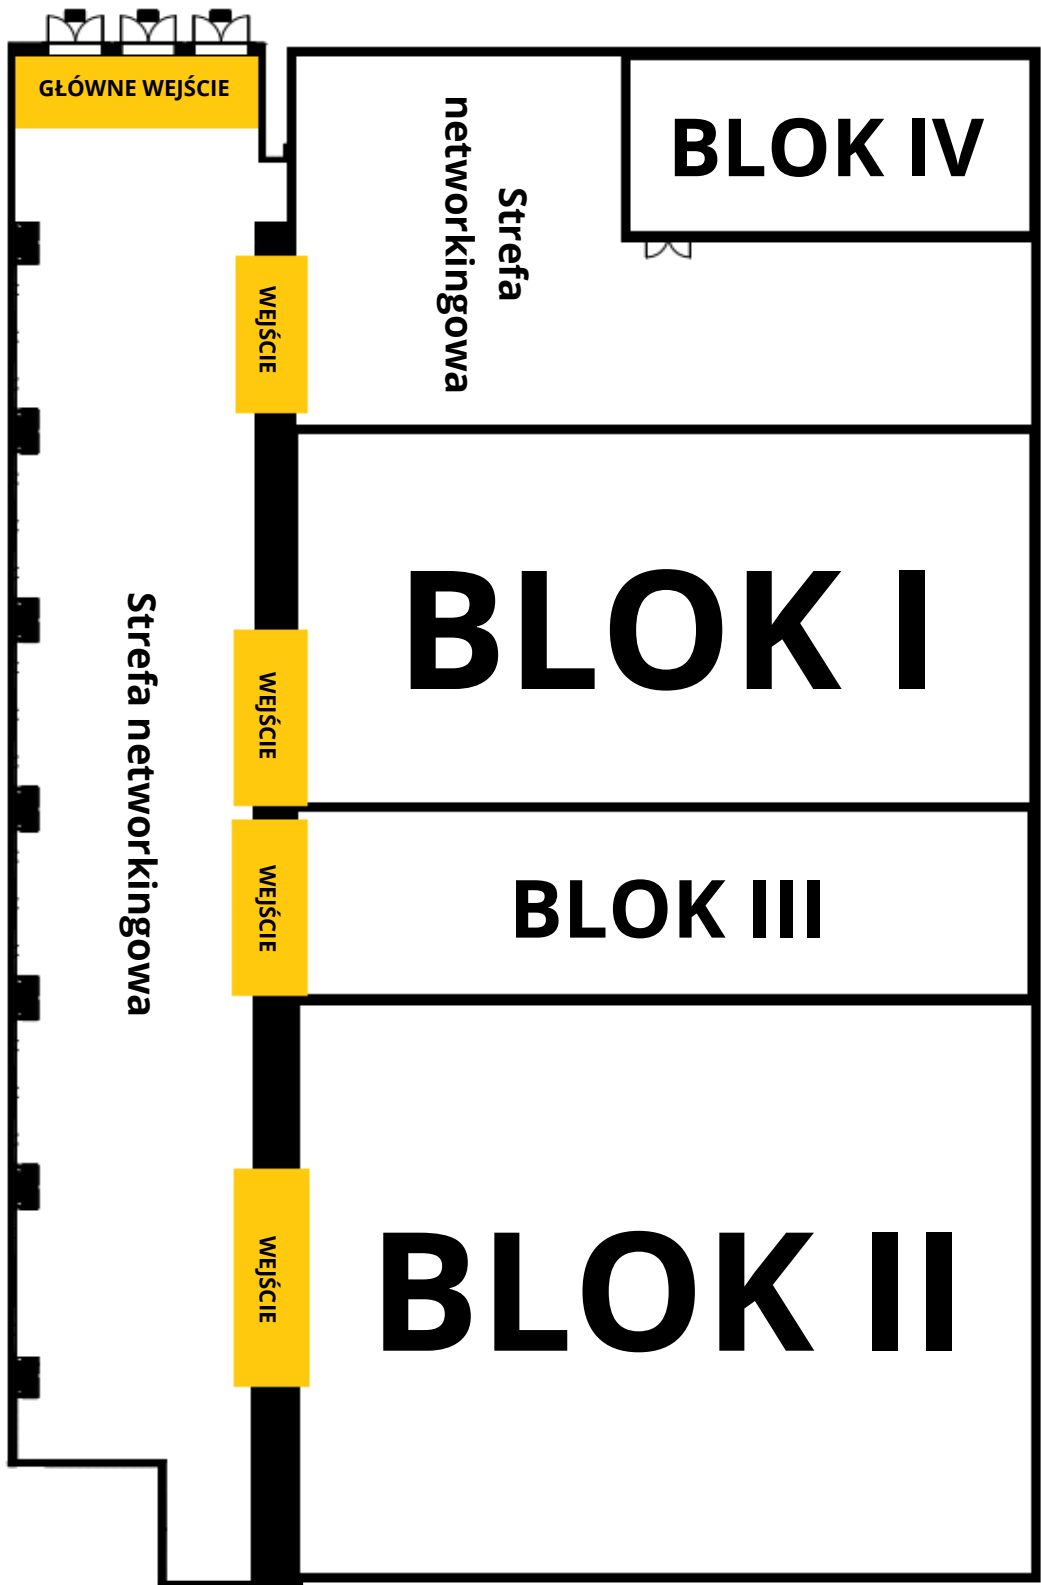 GŁÓWNE WEJŚCIE
BLOK IV
Strefa
networkingowa
WEJŚCIE
BLOK I
WEJŚCIE
Strefa networkingowa
WEJŚCIE
BLOK III
WEJŚCIE
BLOK II